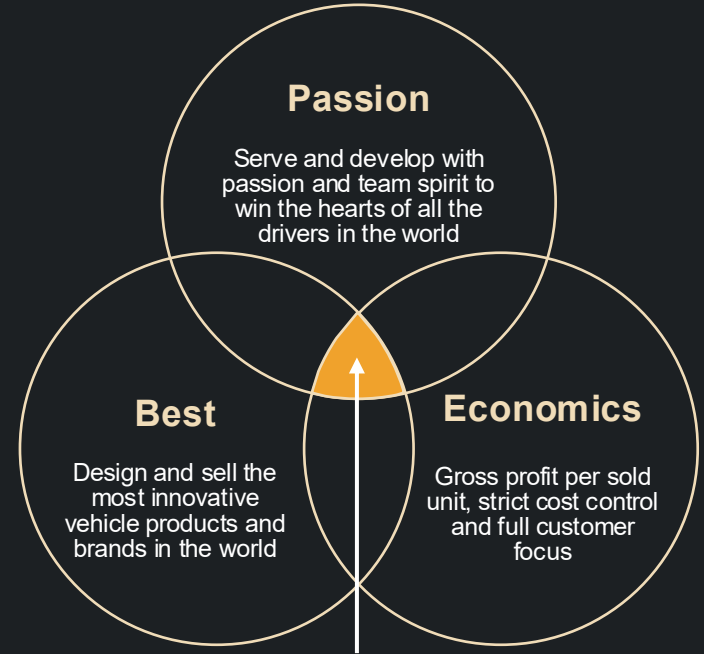 Passion
Serve and develop with
passion and team spirit to
win the hearts of all the
drivers in the world
Best
Design and sell the
most innovative
vehicle products and
brands in the world
Economics
Gross profit per sold
unit, strict cost control
and full customer
focus